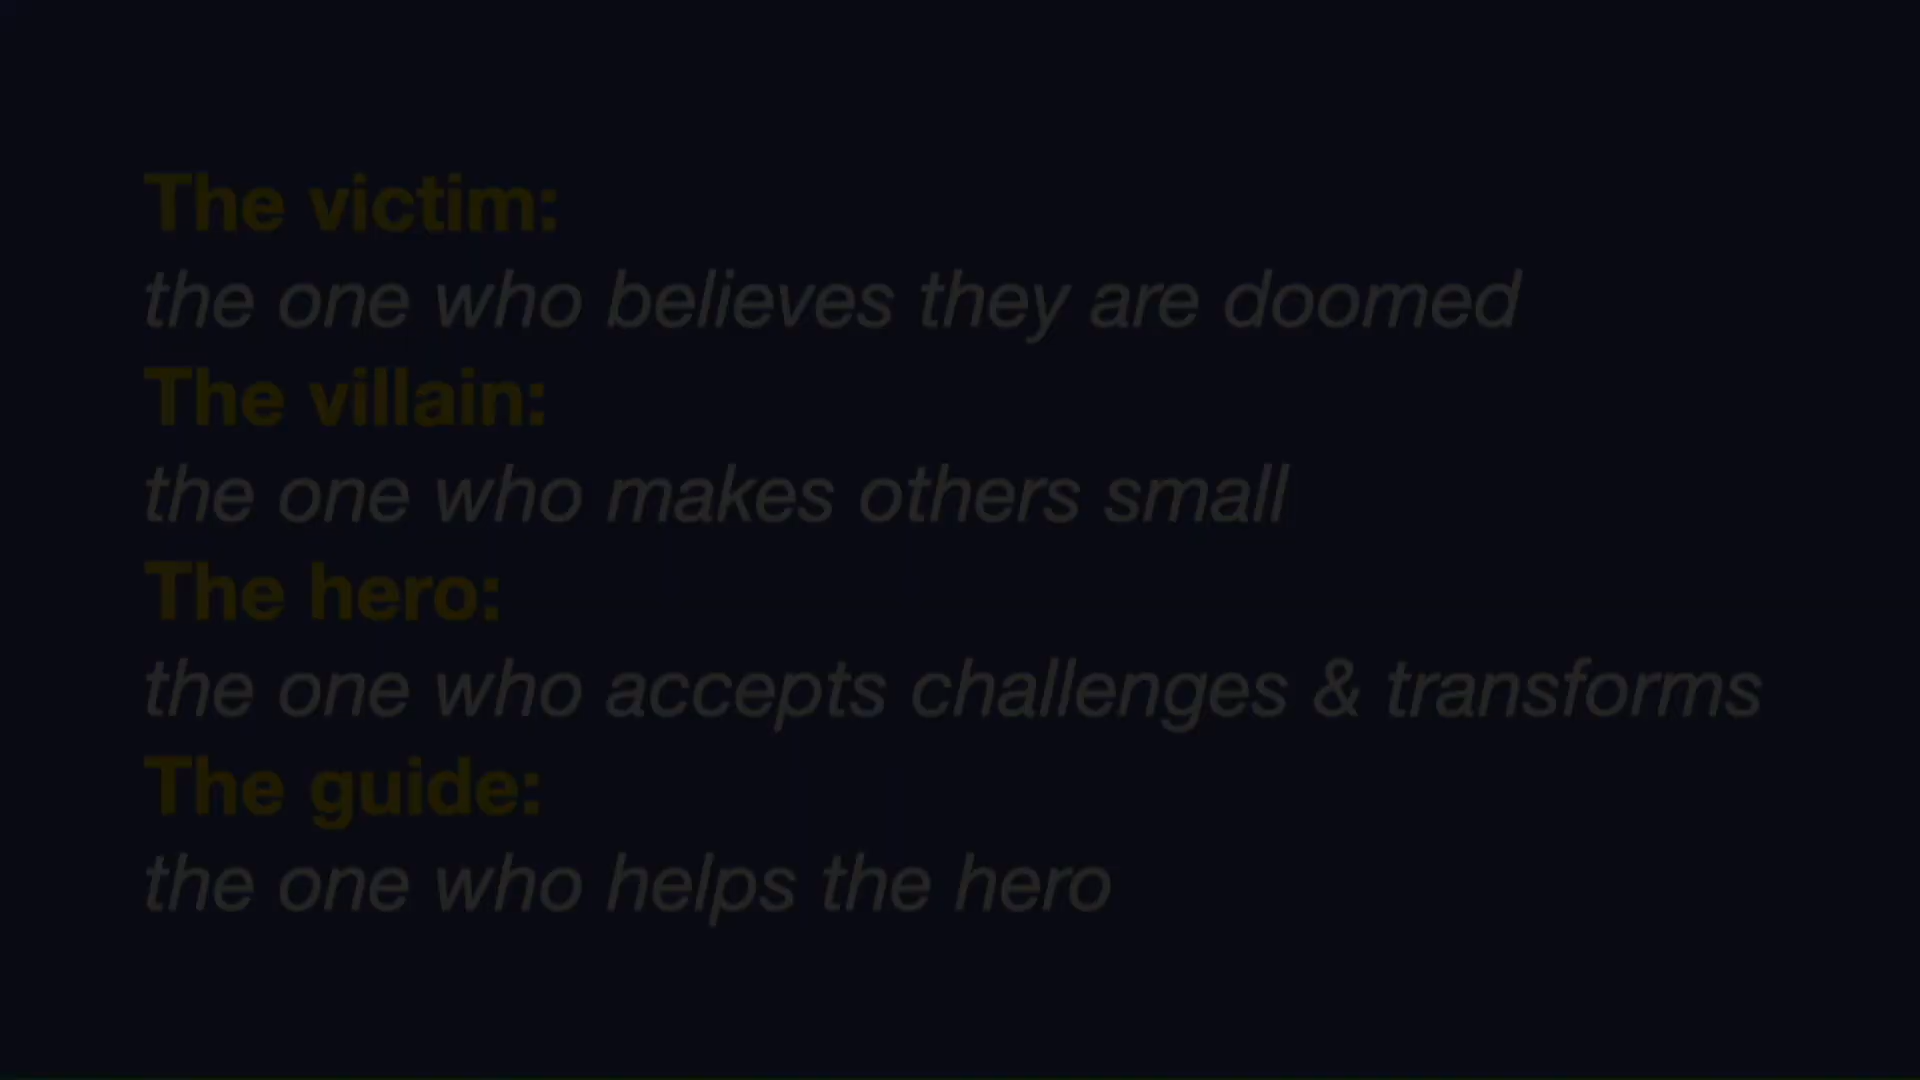 The victim:
the one who believes they are doomed
The villain:
the one who makes others small
The hero:
the one who accepts challenges & transforms
The guide:
the one who helps the hero